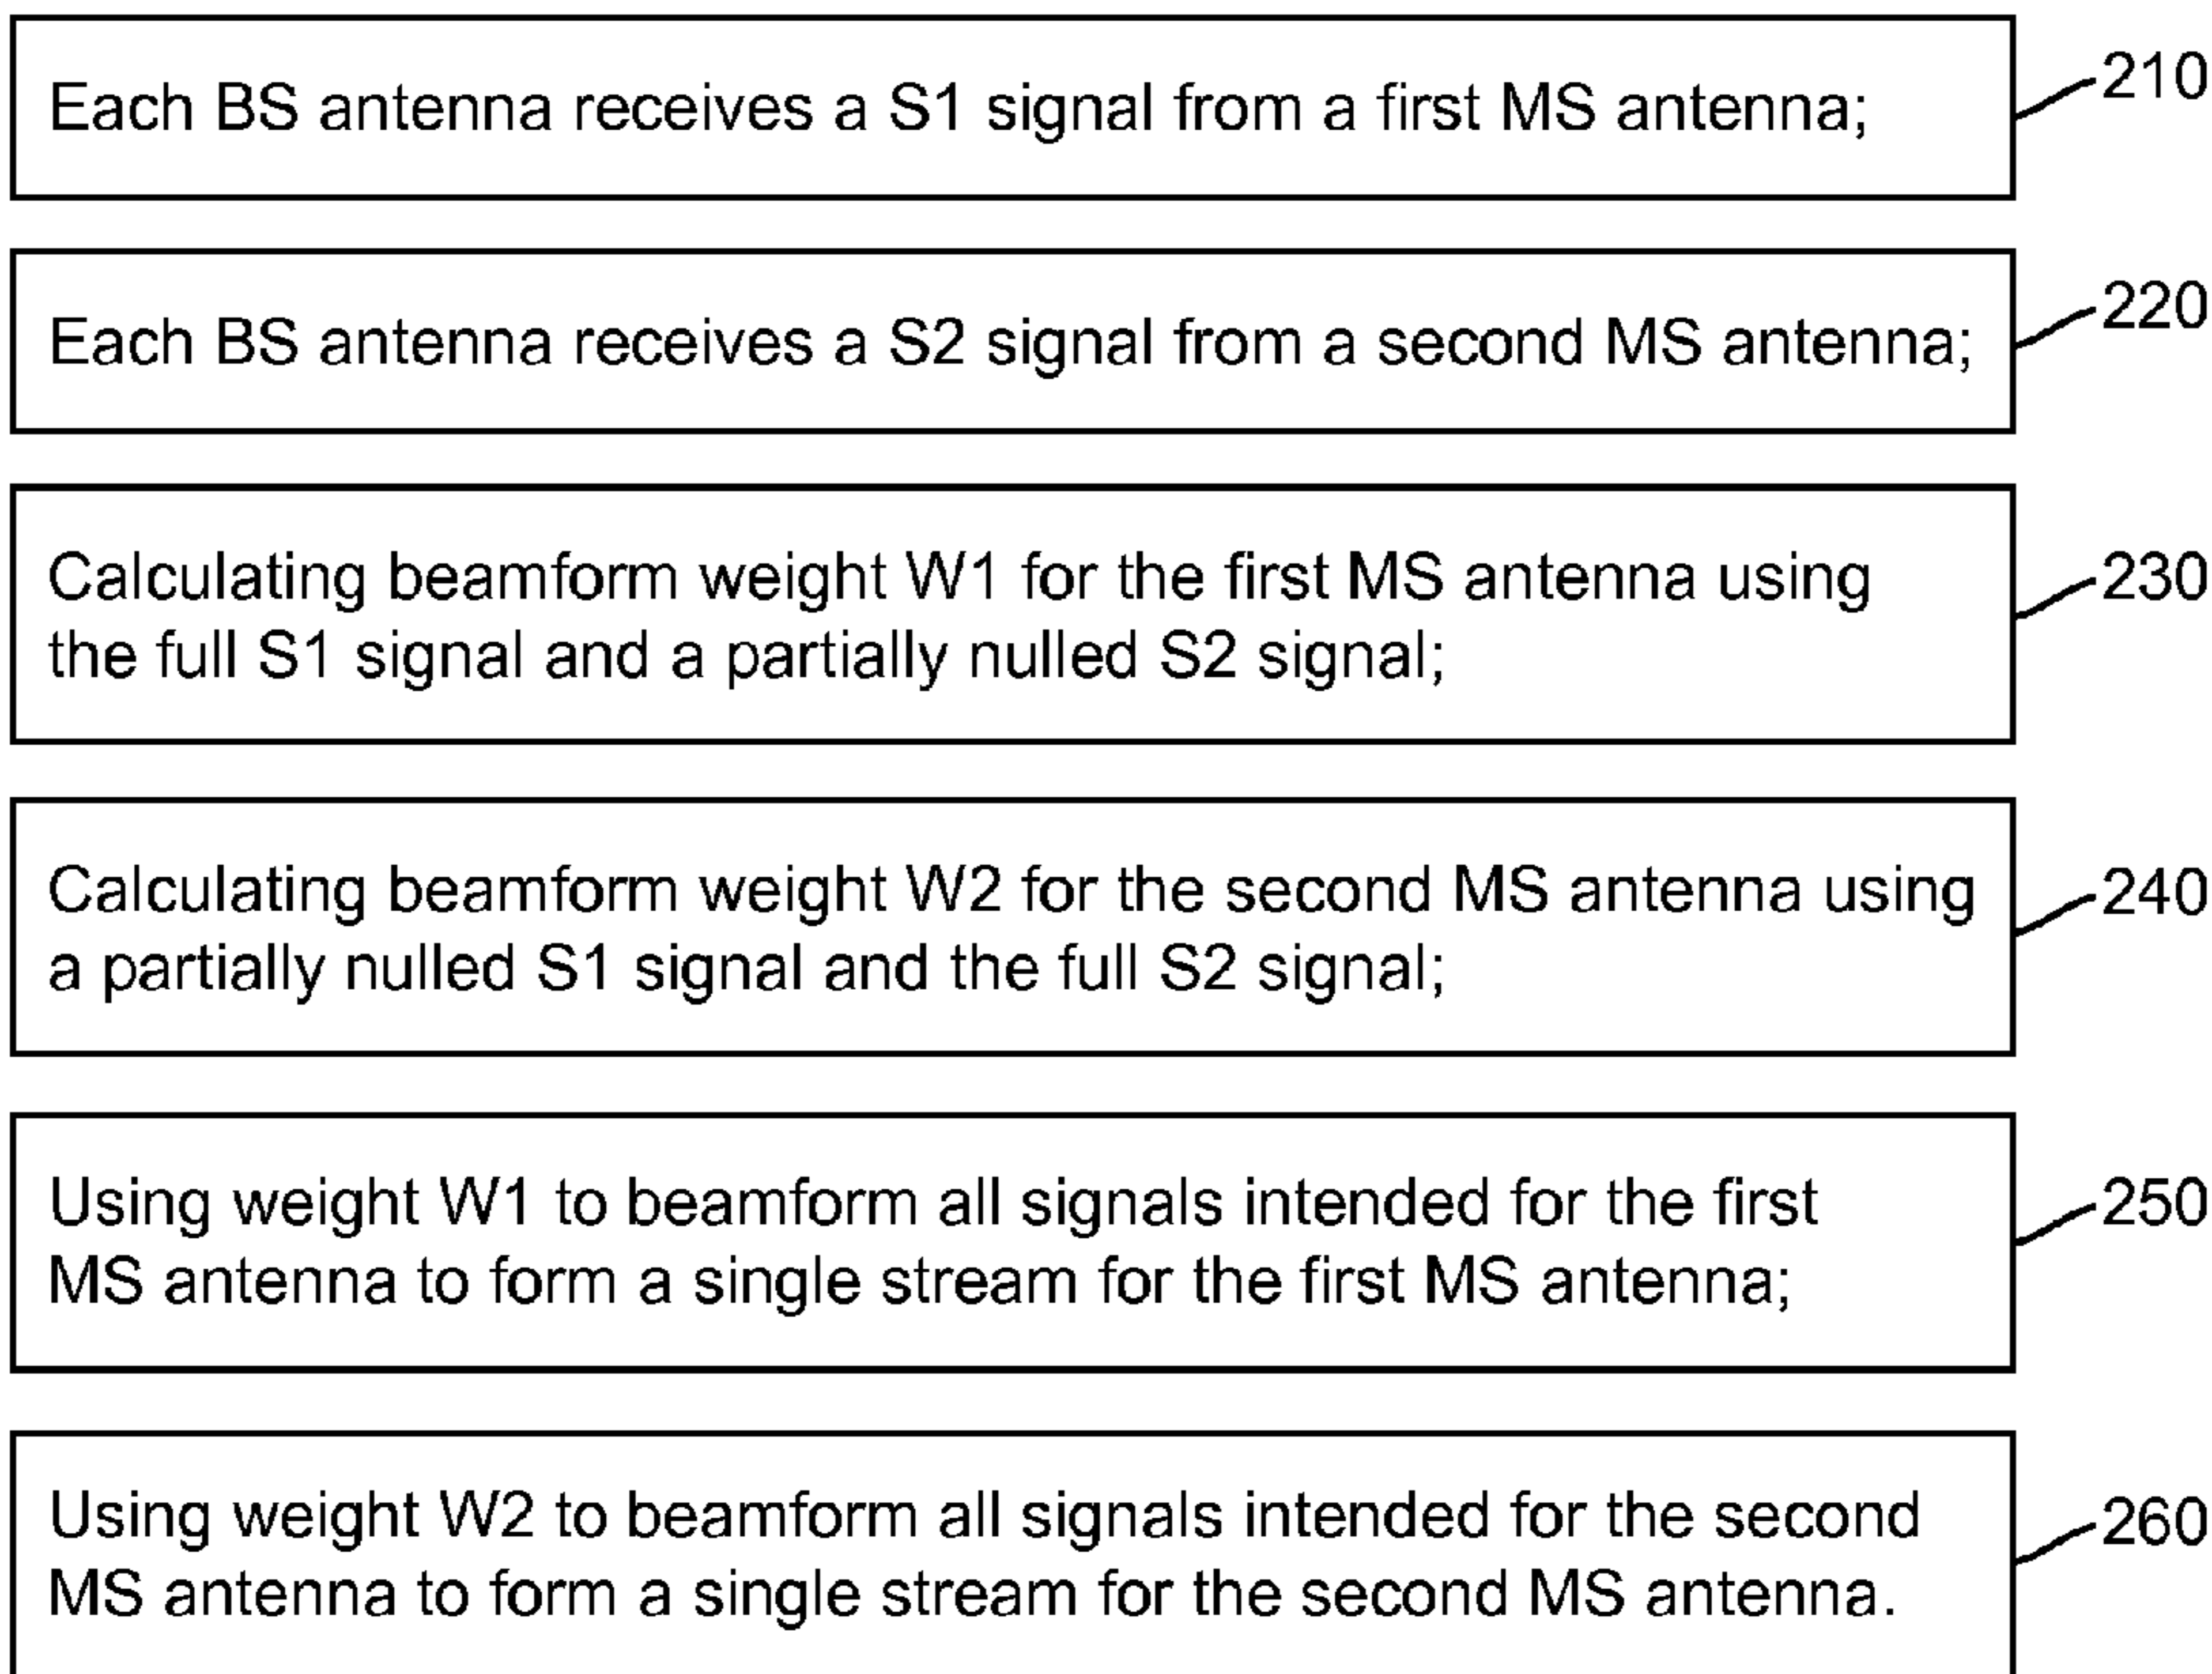 Each BS antenna receives a S1 signal from a first MS antenna;
210
Each BS antenna receives a S2 signal from a second MS antenna;
220
Calculating beamform weight W1 for the first MS antenna using
the full S1 signal and a partially nulled S2 signal;
230
Calculating beamform weight W2 for the second MS antenna using
a partially nulled S1 signal and the full S2 signal;
240
Using weight W1 to beamform all signals intended for the first
MS antenna to form a single stream for the first MS antenna;
250
Using weight W2 to beamform all signals intended for the second
MS antenna to form a single stream for the second MS antenna.
260